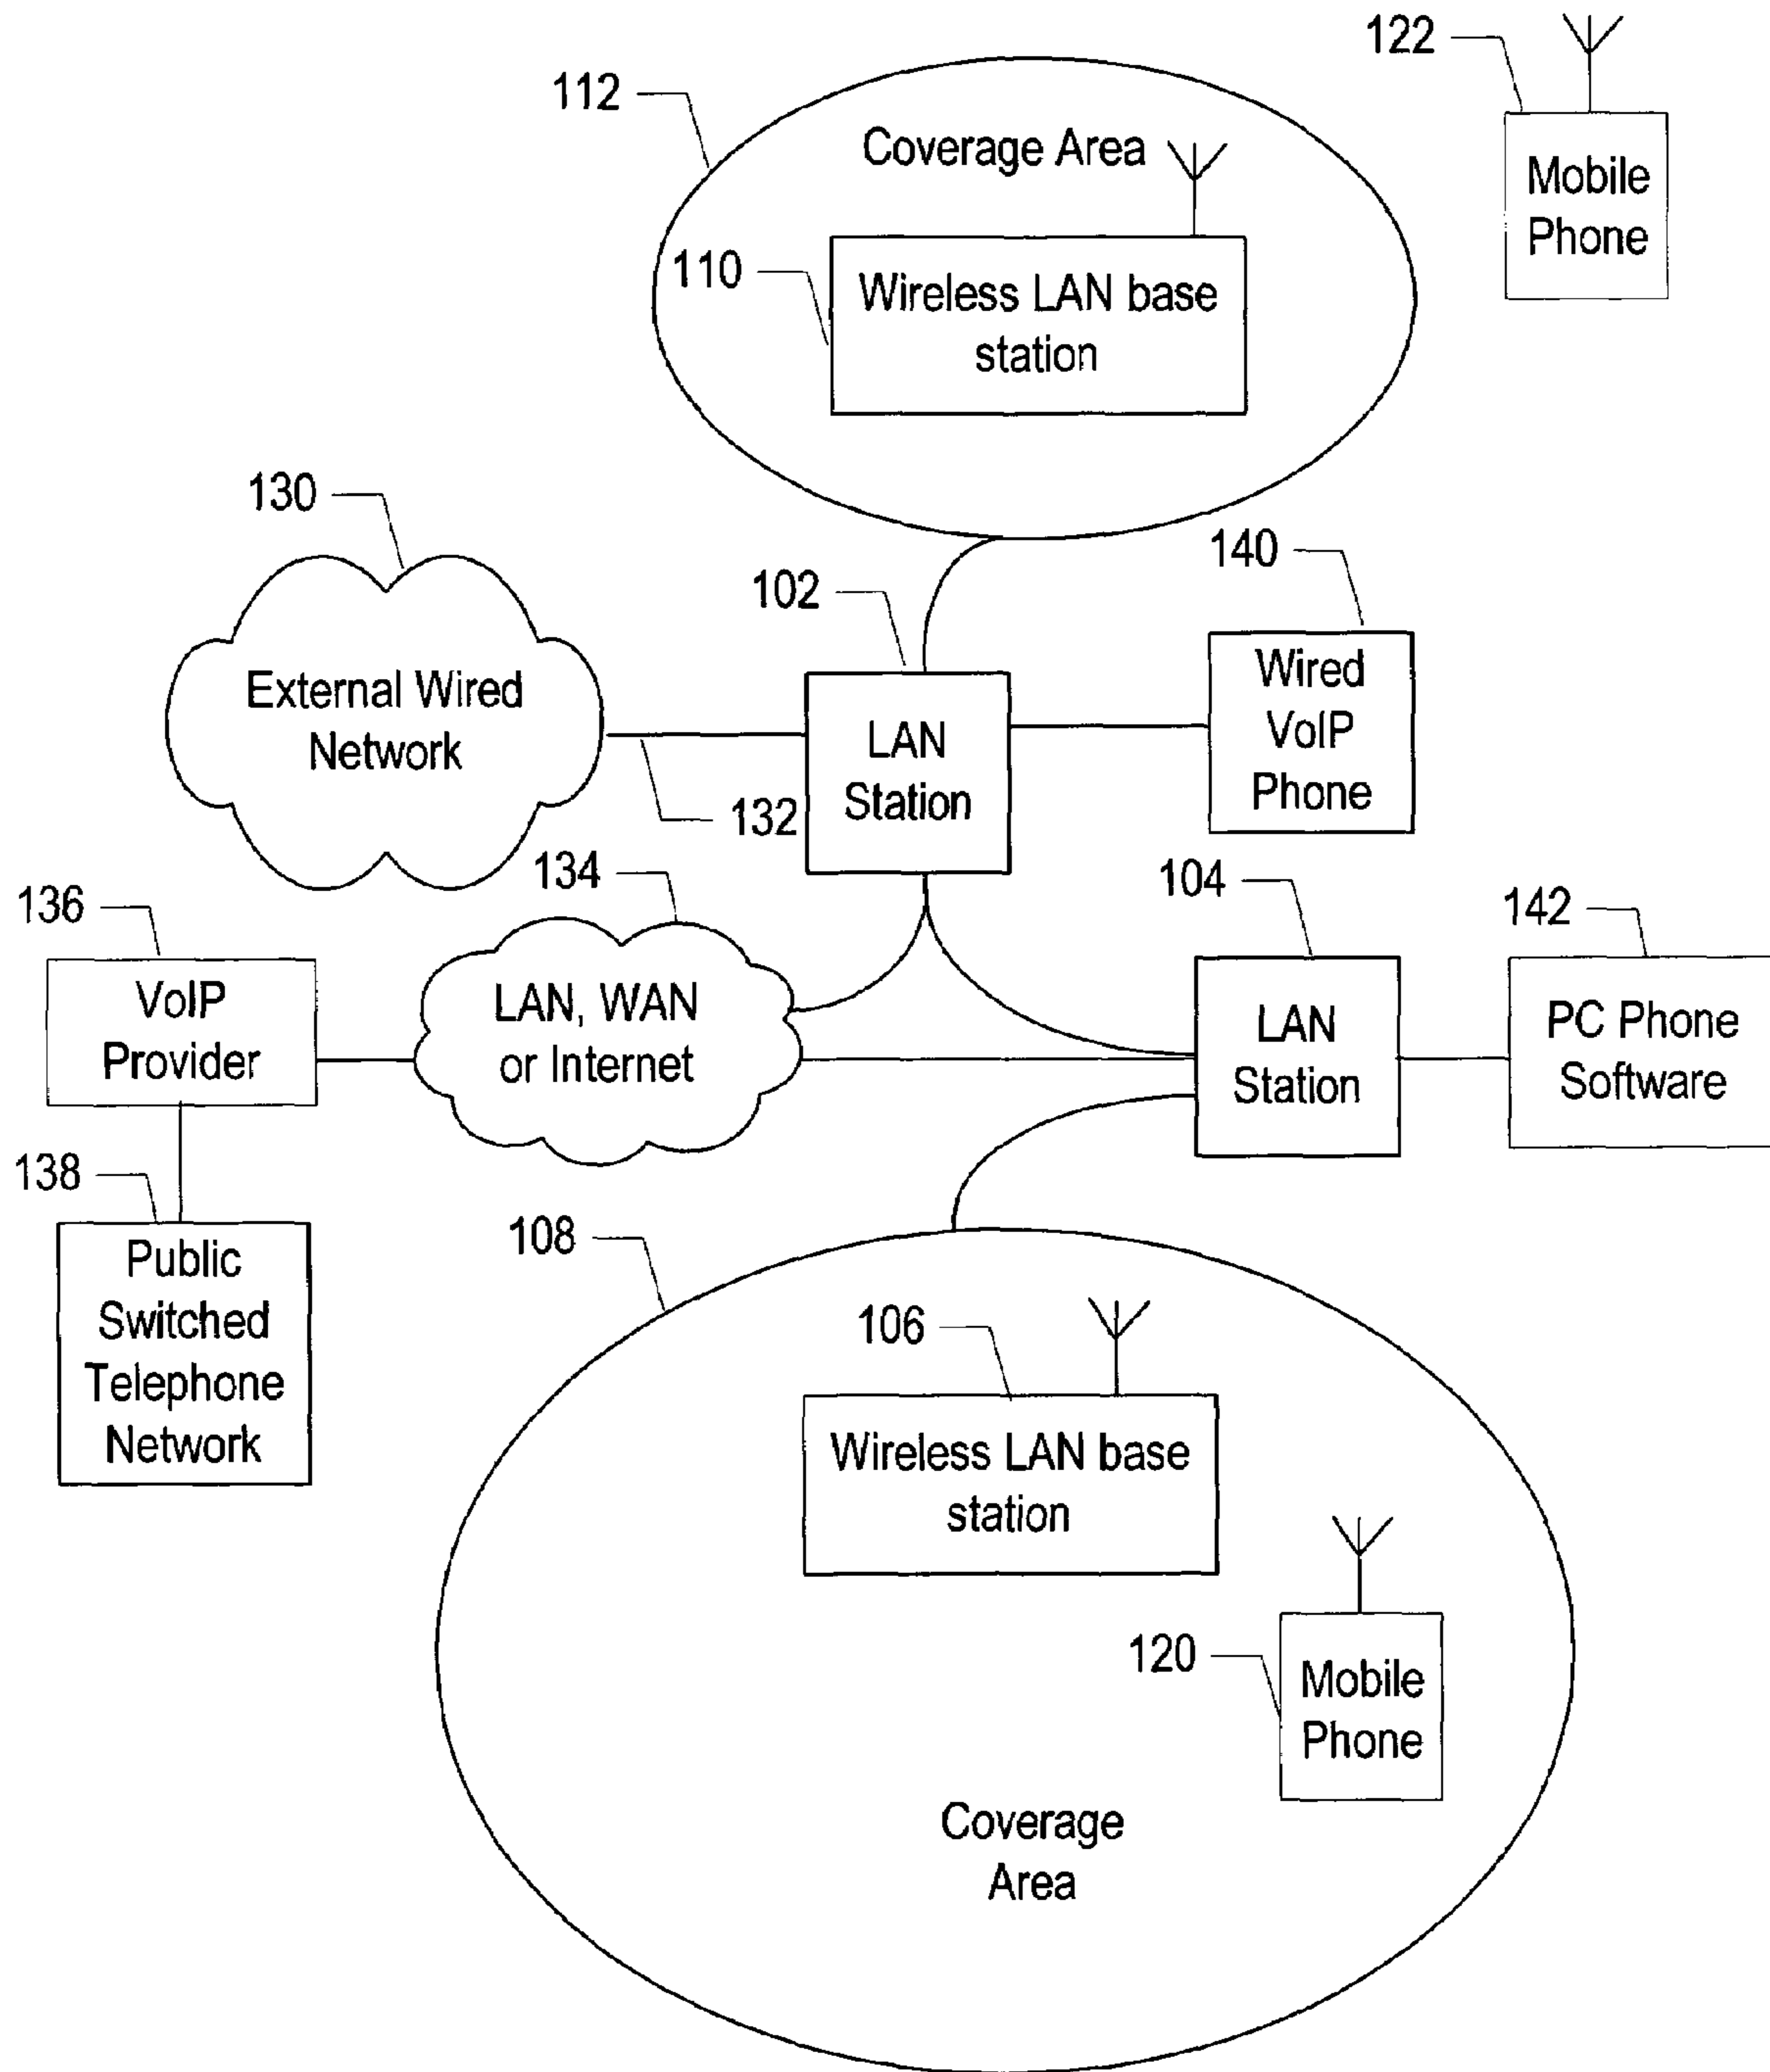 122
112
Coverage Area
Mobile
Phone
110
Wireless LAN base
station
130
140
102
External Wired
Network
Wired
VoIP
Phone
LAN
Station
132
134
104
136
142
VoIP
Provider
LAN, WAN
or Internet
LAN
Station
PC Phone
Software
138
108
Public
Switched
Telephone
Network
106
Wireless LAN base
station
120
Mobile
Phone
Coverage
Area